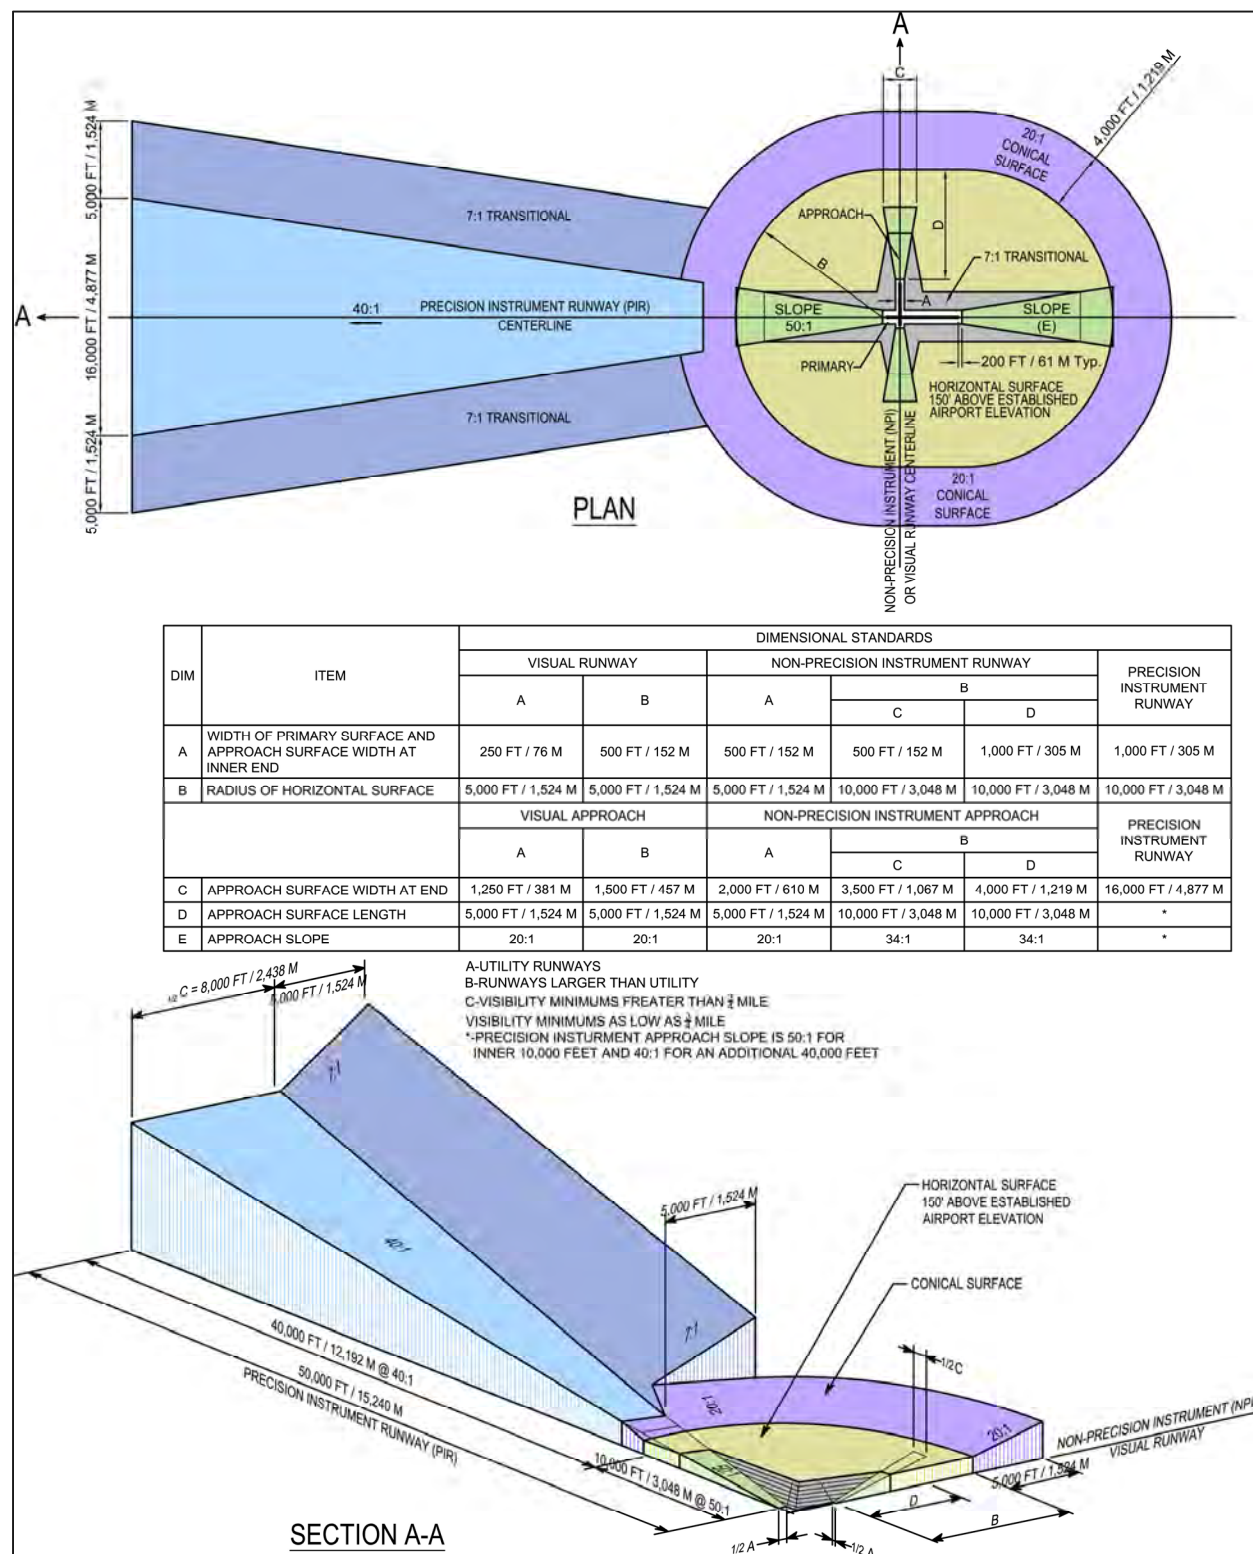 A
C
4,000 FT / 1,219 M
20:1
CONICAL
SURFACE
5,000 FT / 1,524 M
7:1 TRANSITIONAL
APPROACH
D
B
7:1 TRANSITIONAL
A
16,000 FT / 4,877 M
40:1
PRECISION INSTRUMENT RUNWAY (PIR)
CENTERLINE
SLOPE
50:1
A
SLOPE
(E)
PRIMARY
200 FT / 61 M Typ.
HORIZONTAL SURFACE
150' ABOVE ESTABLISHED
AIRPORT ELEVATION
7:1 TRANSITIONAL
5,000 FT / 1,524 M
20:1
CONICAL
SURFACE
NON-PRECISION INSTRUMENT (NPI)
OR VISUAL RUNWAY CENTERLINE
PLAN
DIM
ITEM
DIMENSIONAL STANDARDS
VISUAL RUNWAY
NON-PRECISION INSTRUMENT RUNWAY
PRECISION
INSTRUMENT
RUNWAY
A
B
A
B
C
D
A
WIDTH OF PRIMARY SURFACE AND
APPROACH SURFACE WIDTH AT
INNER END
250 FT / 76 M
500 FT / 152 M
500 FT / 152 M
500 FT / 152 M
1,000 FT / 305 M
1,000 FT / 305 M
B
RADIUS OF HORIZONTAL SURFACE
5,000 FT / 1,524 M
5,000 FT / 1,524 M
5,000 FT / 1,524 M
10,000 FT / 3,048 M
10,000 FT / 3,048 M
10,000 FT / 3,048 M
VISUAL APPROACH
NON-PRECISION INSTRUMENT APPROACH
PRECISION
INSTRUMENT
RUNWAY
A
B
A
B
C
D
C
APPROACH SURFACE WIDTH AT END
1,250 FT / 381 M
1,500 FT / 457 M
2,000 FT / 610 M
3,500 FT / 1,067 M
4,000 FT / 1,219 M
16,000 FT / 4,877 M
D
APPROACH SURFACE LENGTH
5,000 FT / 1,524 M
5,000 FT / 1,524 M
5,000 FT / 1,524 M
10,000 FT / 3,048 M
10,000 FT / 3,048 M
*
E
APPROACH SLOPE
20:1
20:1
20:1
34:1
34:1
*
A-UTILITY RUNWAYS
B-RUNWAYS LARGER THAN UTILITY
C-VISIBILITY MINIMUMS FREATER THAN 3/4 MILE
VISIBILITY MINIMUMS AS LOW AS 3/4 MILE
*-PRECISION INSTURMENT APPROACH SLOPE IS 50:1 FOR
INNER 10,000 FEET AND 40:1 FOR AN ADDITIONAL 40,000 FEET
1/2 C = 8,000 FT / 2,438 M
5,000 FT / 1,524 M
7:1
40:1
5,000 FT / 1,524 M
7:1
HORIZONTAL SURFACE
150' ABOVE ESTABLISHED
AIRPORT ELEVATION
CONICAL SURFACE
1/2 C
20:1
20:1
50:1
40,000 FT / 12,192 M @ 40:1
50,000 FT / 15,240 M
PRECISION INSTRUMENT RUNWAY (PIR)
10,000 FT / 3,048 M @ 50:1
NON-PRECISION INSTRUMENT (NPI
VISUAL RUNWAY
5,000 FT / 1,524 M
D
B
1/2 A
1/2 A
SECTION A-A